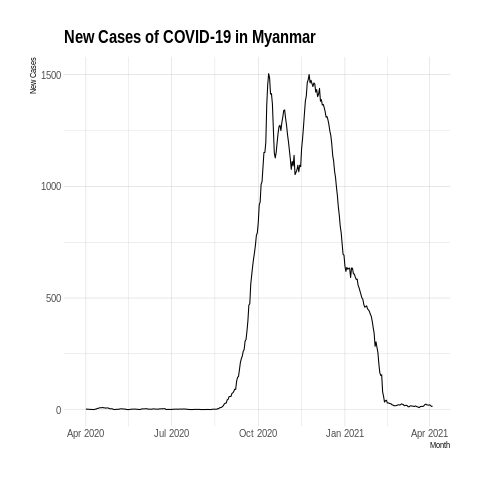 New Cases of COVID-19 in Myanmar
New Cases
1500
1000
500
0
Apr 2020 Jul 2020 Oct 2020 Jan 2021 Apr 2021
Month